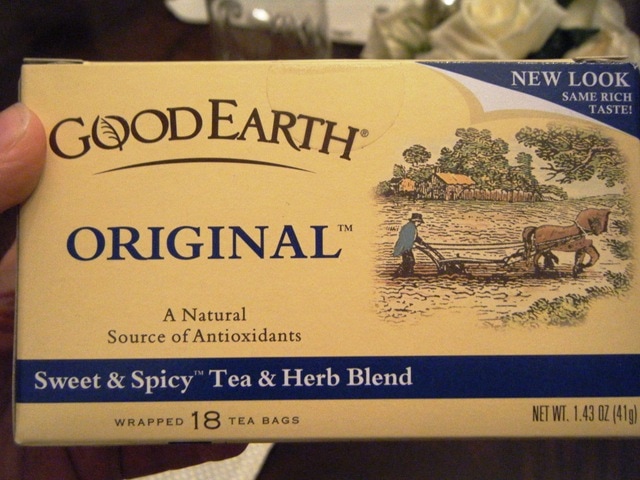 NEW LOOK
SAME RICH
TASTE!
GOOD EARTH®
ORIGINAL™
A Natural
Source of Antioxidants
Sweet & Spicy™ Tea & Herb Blend
WRAPPED 18 TEA BAGS
NET WT. 1.43 OZ (41g)